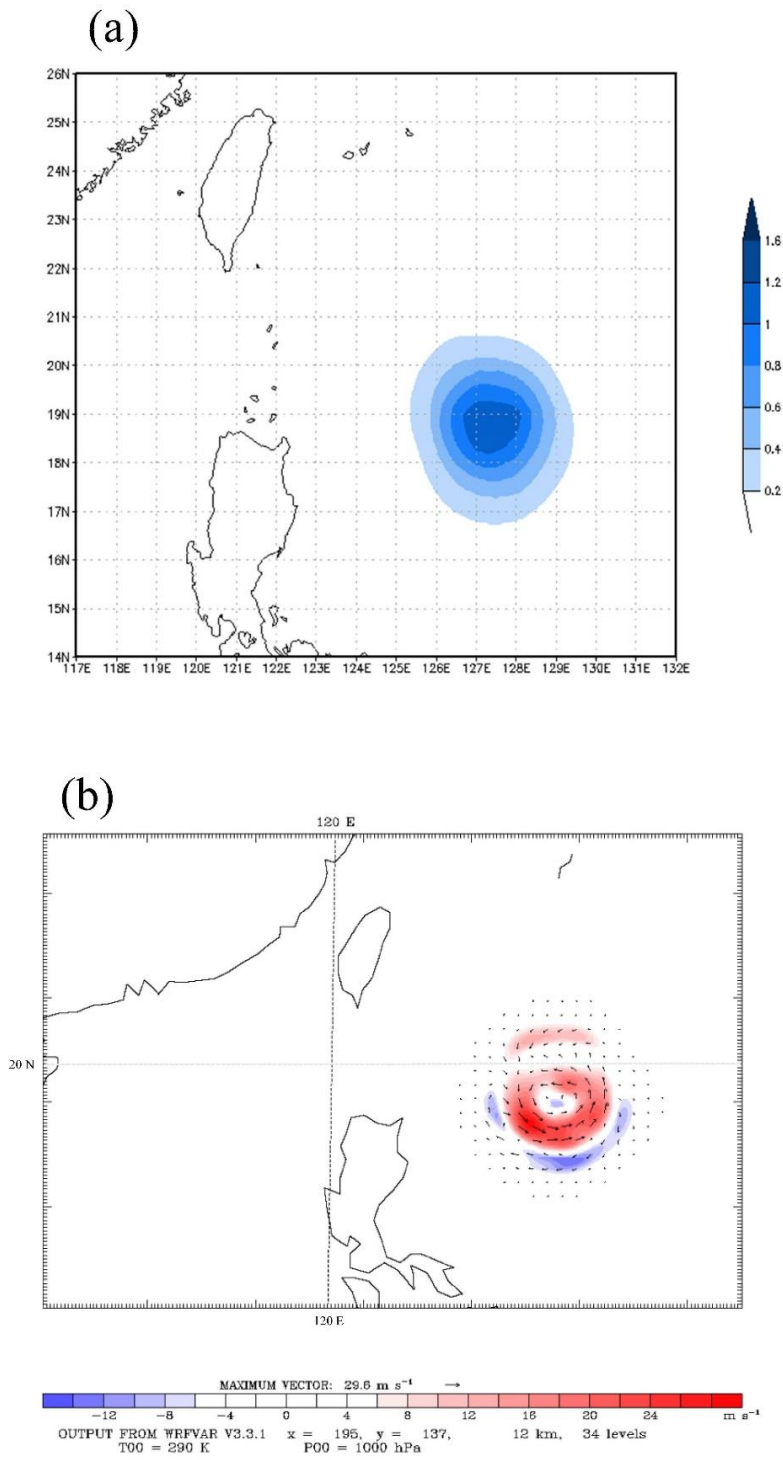 (a)
26N
25N
24N
23N
22N
21N
20N
19N
18N
17N
16N
15N
14N
117E 118E 119E 120E 121E 122E 123E 124E 125E 126E 127E 128E 129E 130E 131E 132E
1.6
1.2
1
0.8
0.6
0.4
0.2
(b)
120 E
20 N
120 E
MAXIMUM VECTOR: 29.6 m s⁻¹ →
−12 −8 −4 0 4 8 12 16 20 24 m s⁻¹
OUTPUT FROM WRFVAR V3.3.1 x = 195, y = 137, 12 km, 34 levels
T00 = 290 K P00 = 1000 hPa